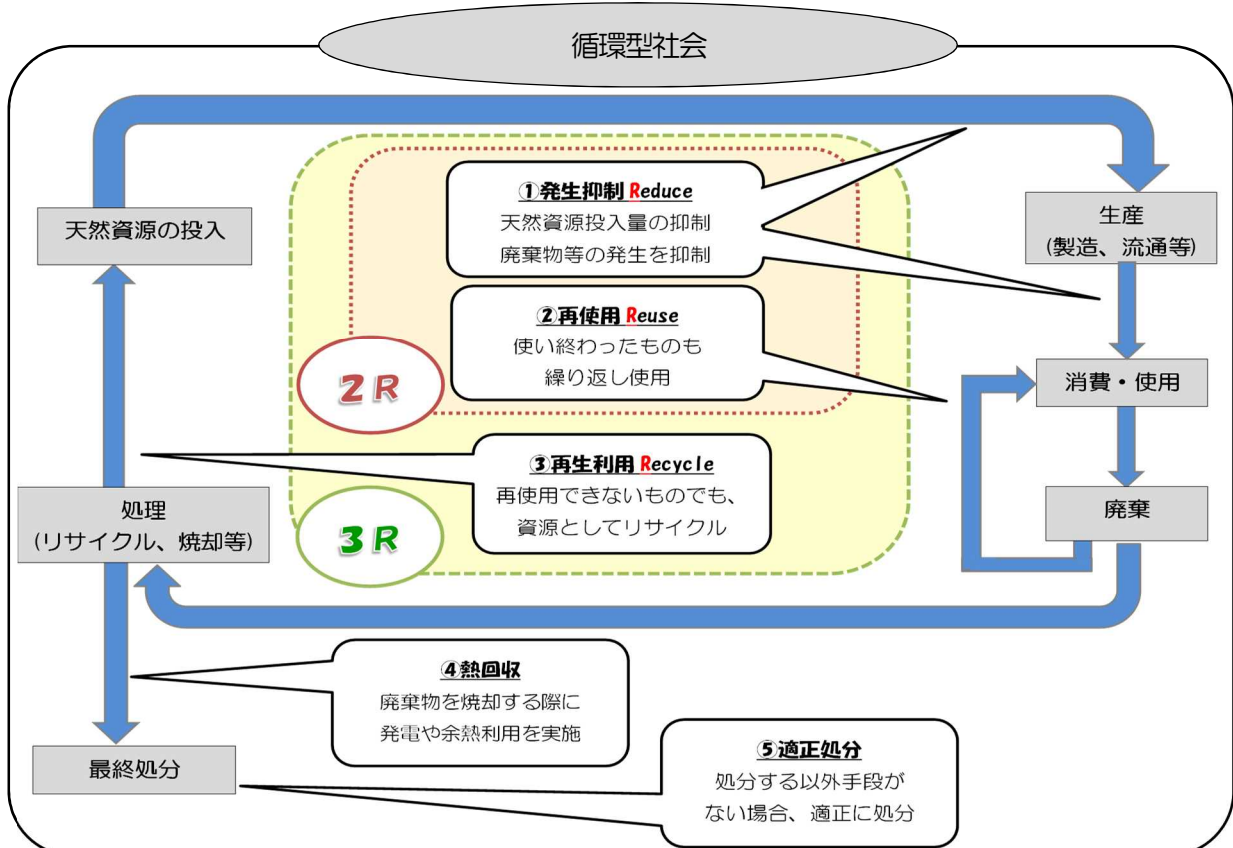 循環型社会
天然資源の投入
①発生抑制 Reduce
天然資源投入量の抑制
廃棄物等の発生を抑制
生産
(製造、流通等)
②再使用 Reuse
使い終わったものも
繰り返し使用
2R
消費・使用
③再生利用 Recycle
再使用できないものでも、
資源としてリサイクル
3R
処理
(リサイクル、焼却等)
廃棄
④熱回収
廃棄物を焼却する際に
発電や余熱利用を実施
最終処分
⑤適正処分
処分する以外手段が
ない場合、適正に処分